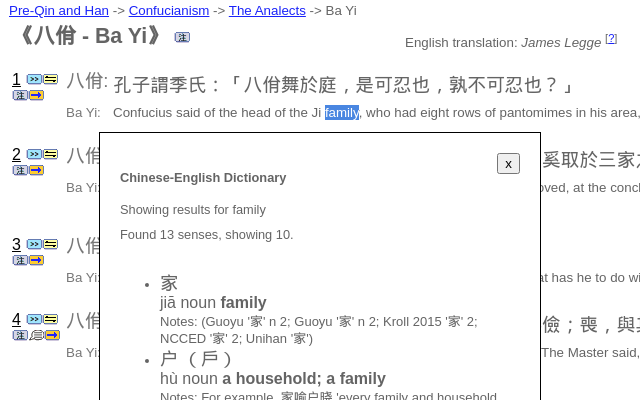 Pre-Qin and Han -> Confucianism -> The Analects -> Ba Yi
《八佾 - Ba Yi》 注
English translation: James Legge [?]
1 >> 八佾: 孔子謂季氏：「八佾舞於庭，是可忍也，孰不可忍也？」
注
Ba Yi: Confucius said of the head of the Ji family, who had eight rows of pantomimes in his area,
2 >> 八佾 奚取於三家
注
Ba Yi: oved, at the concl
3 >> 八佾
注
Ba Yi: at has he to do wi
4 >> 八佾 儉；喪，與其
注
Ba Yi: The Master said,
x
Chinese-English Dictionary
Showing results for family
Found 13 senses, showing 10.
• 家
jiā noun family
Notes: (Guoyu '家' n 2; Guoyu '家' n 2; Kroll 2015 '家' 2;
NCCED '家' 2; Unihan '家')
• 户 （戶）
hù noun a household; a family
Notes: For example, 家喻户晓 'every family and household